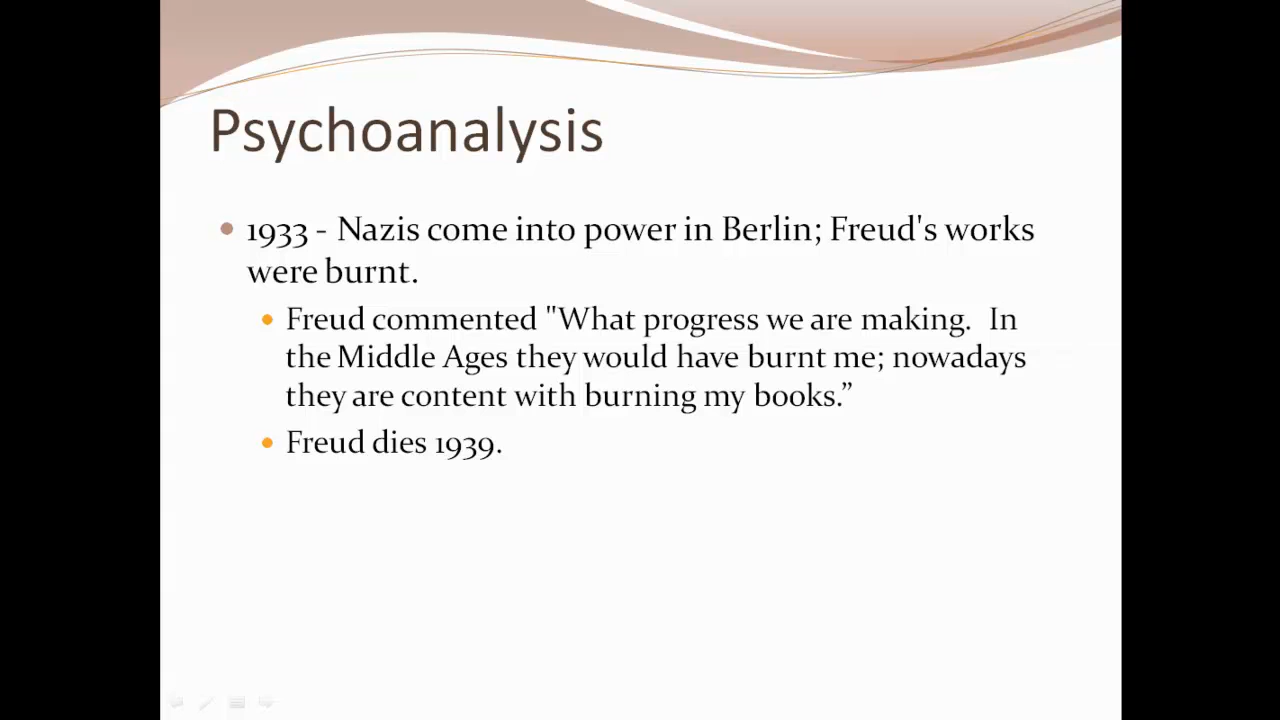 Psychoanalysis
1933 - Nazis come into power in Berlin; Freud's works
were burnt.
Freud commented "What progress we are making.  In
the Middle Ages they would have burnt me; nowadays
they are content with burning my books.”
Freud dies 1939.